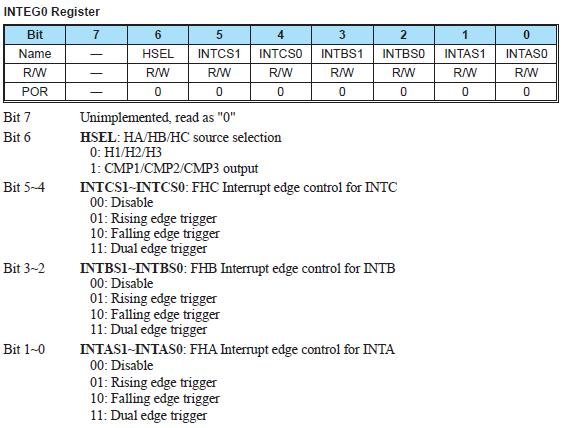 INTEG0 Register
Bit 7 6 5 4 3 2 1 0
Name — HSEL INTCS1 INTCS0 INTBS1 INTBS0 INTAS1 INTAS0
R/W — R/W R/W R/W R/W R/W R/W R/W
POR — 0 0 0 0 0 0 0
Bit 7 Unimplemented, read as "0"
Bit 6 HSEL: HA/HB/HC source selection
0: H1/H2/H3
1: CMP1/CMP2/CMP3 output
Bit 5~4 INTCS1~INTCS0: FHC Interrupt edge control for INTC
00: Disable
01: Rising edge trigger
10: Falling edge trigger
11: Dual edge trigger
Bit 3~2 INTBS1~INTBS0: FHB Interrupt edge control for INTB
00: Disable
01: Rising edge trigger
10: Falling edge trigger
11: Dual edge trigger
Bit 1~0 INTAS1~INTAS0: FHA Interrupt edge control for INTA
00: Disable
01: Rising edge trigger
10: Falling edge trigger
11: Dual edge trigger